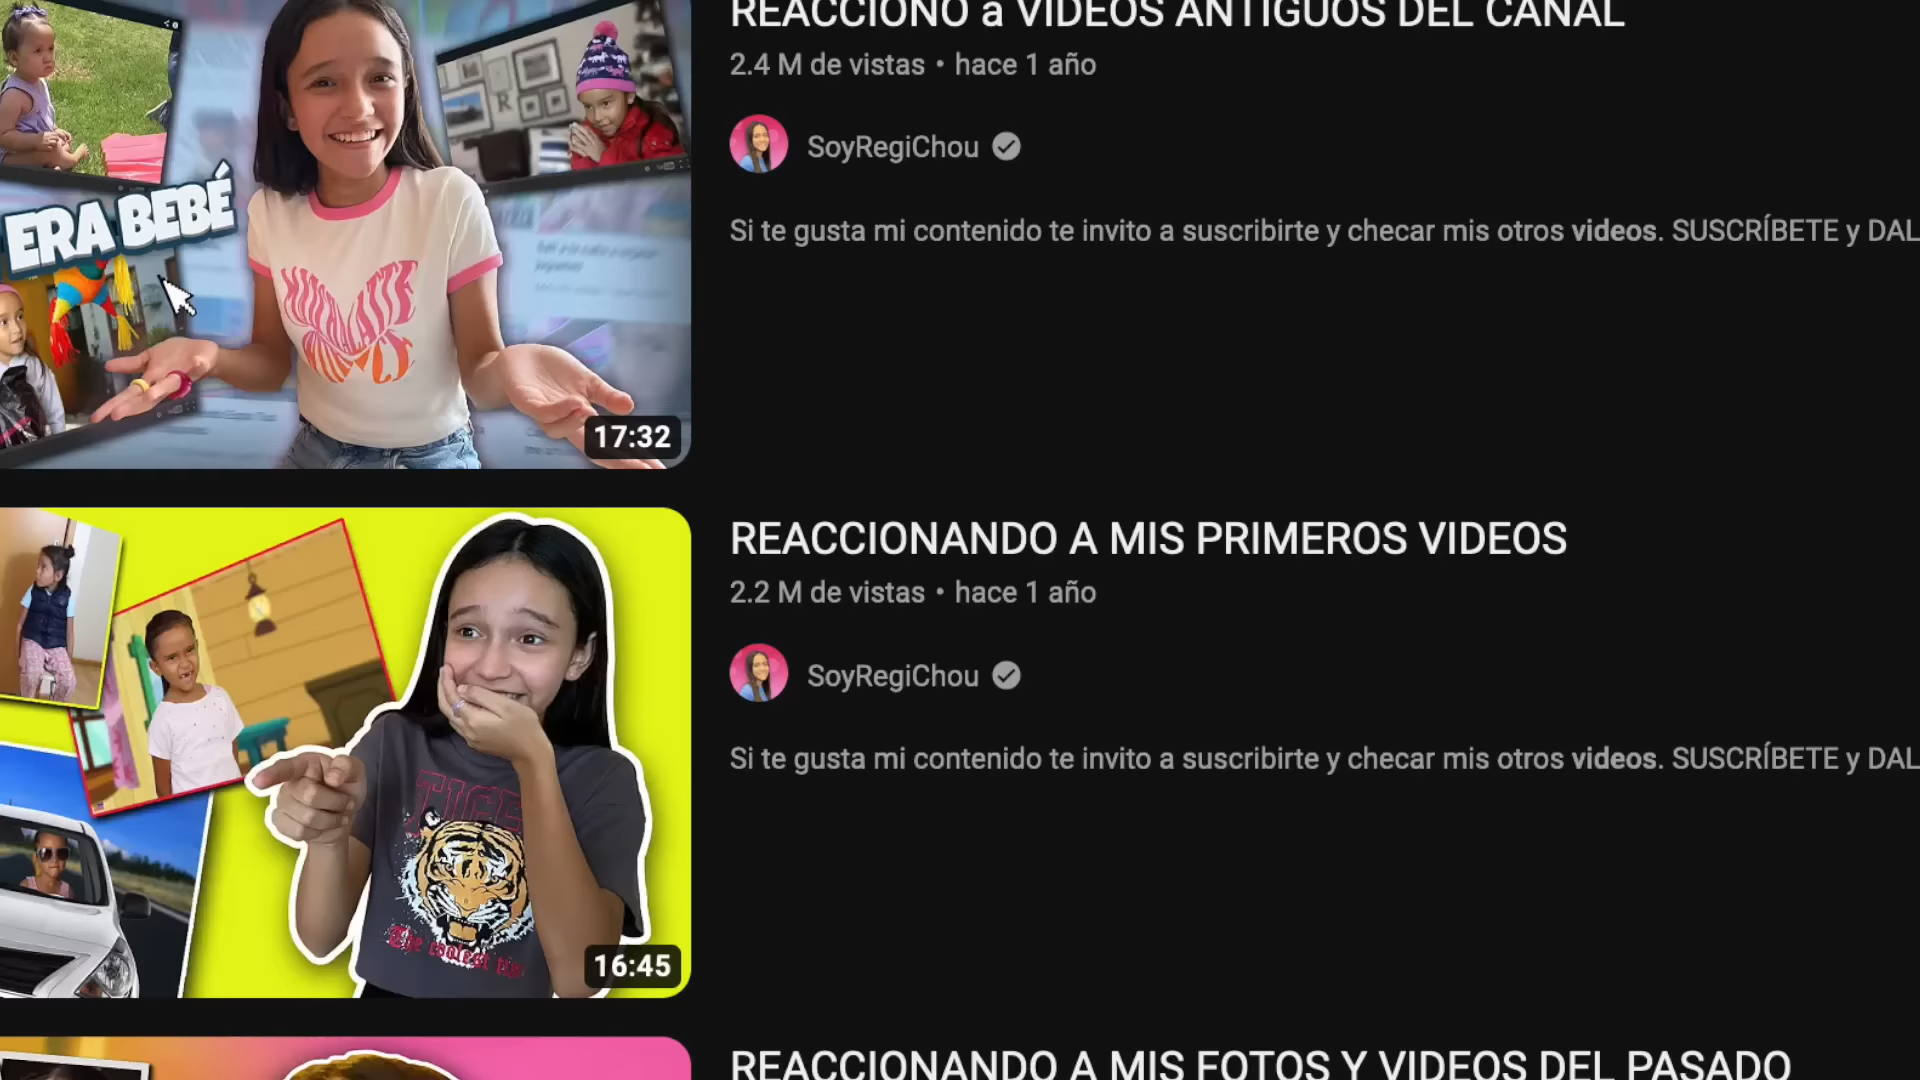 REACCIONO a VIDEOS ANTIGUOS DEL CANAL
2.4 M de vistas • hace 1 año
SoyRegiChou
Si te gusta mi contenido te invito a suscribirte y checar mis otros videos. SUSCRÍBETE y DAL
ERA BEBÉ
17:32
REACCIONANDO A MIS PRIMEROS VIDEOS
2.2 M de vistas • hace 1 año
SoyRegiChou
Si te gusta mi contenido te invito a suscribirte y checar mis otros videos. SUSCRÍBETE y DAL
TIGER
The coolest
16:45
REACCIONANDO A MIS FOTOS Y VIDEOS DEL PASADO